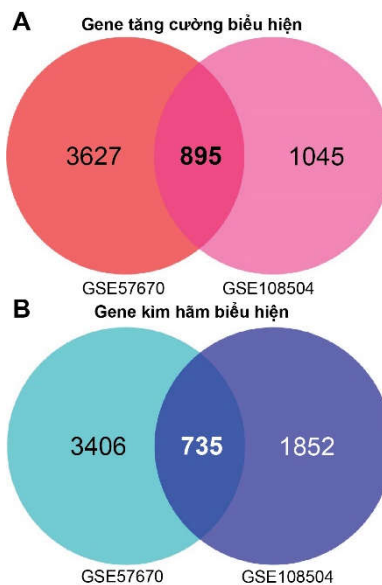 A
Gene tăng cường biểu hiện
3627 895 1045
GSE57670 GSE108504
B
Gene kìm hãm biểu hiện
3406 735 1852
GSE57670 GSE108504